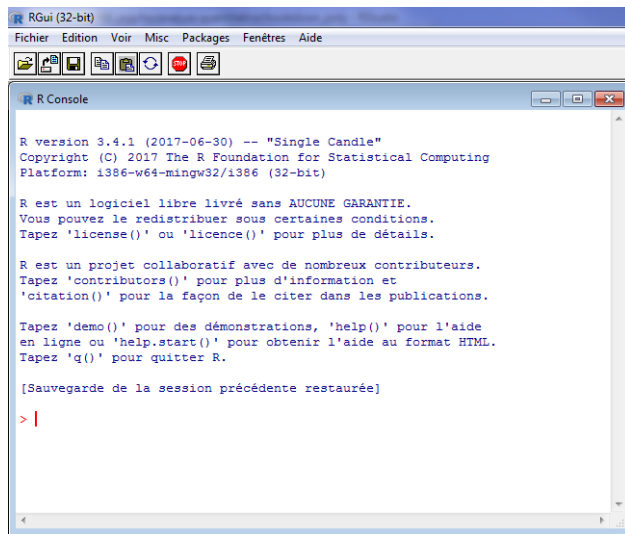 RGui (32-bit)
Fichier Edition Voir Misc Packages Fenêtres Aide
STOP
R Console
R version 3.4.1 (2017-06-30) -- "Single Candle"
Copyright (C) 2017 The R Foundation for Statistical Computing
Platform: i386-w64-mingw32/i386 (32-bit)
R est un logiciel libre livré sans AUCUNE GARANTIE.
Vous pouvez le redistribuer sous certaines conditions.
Tapez 'license()' ou 'licence()' pour plus de détails.
R est un projet collaboratif avec de nombreux contributeurs.
Tapez 'contributors()' pour plus d'information et
'citation()' pour la façon de le citer dans les publications.
Tapez 'demo()' pour des démonstrations, 'help()' pour l'aide
en ligne ou 'help.start()' pour obtenir l'aide au format HTML.
Tapez 'q()' pour quitter R.
[Sauvegarde de la session précédente restaurée]
>